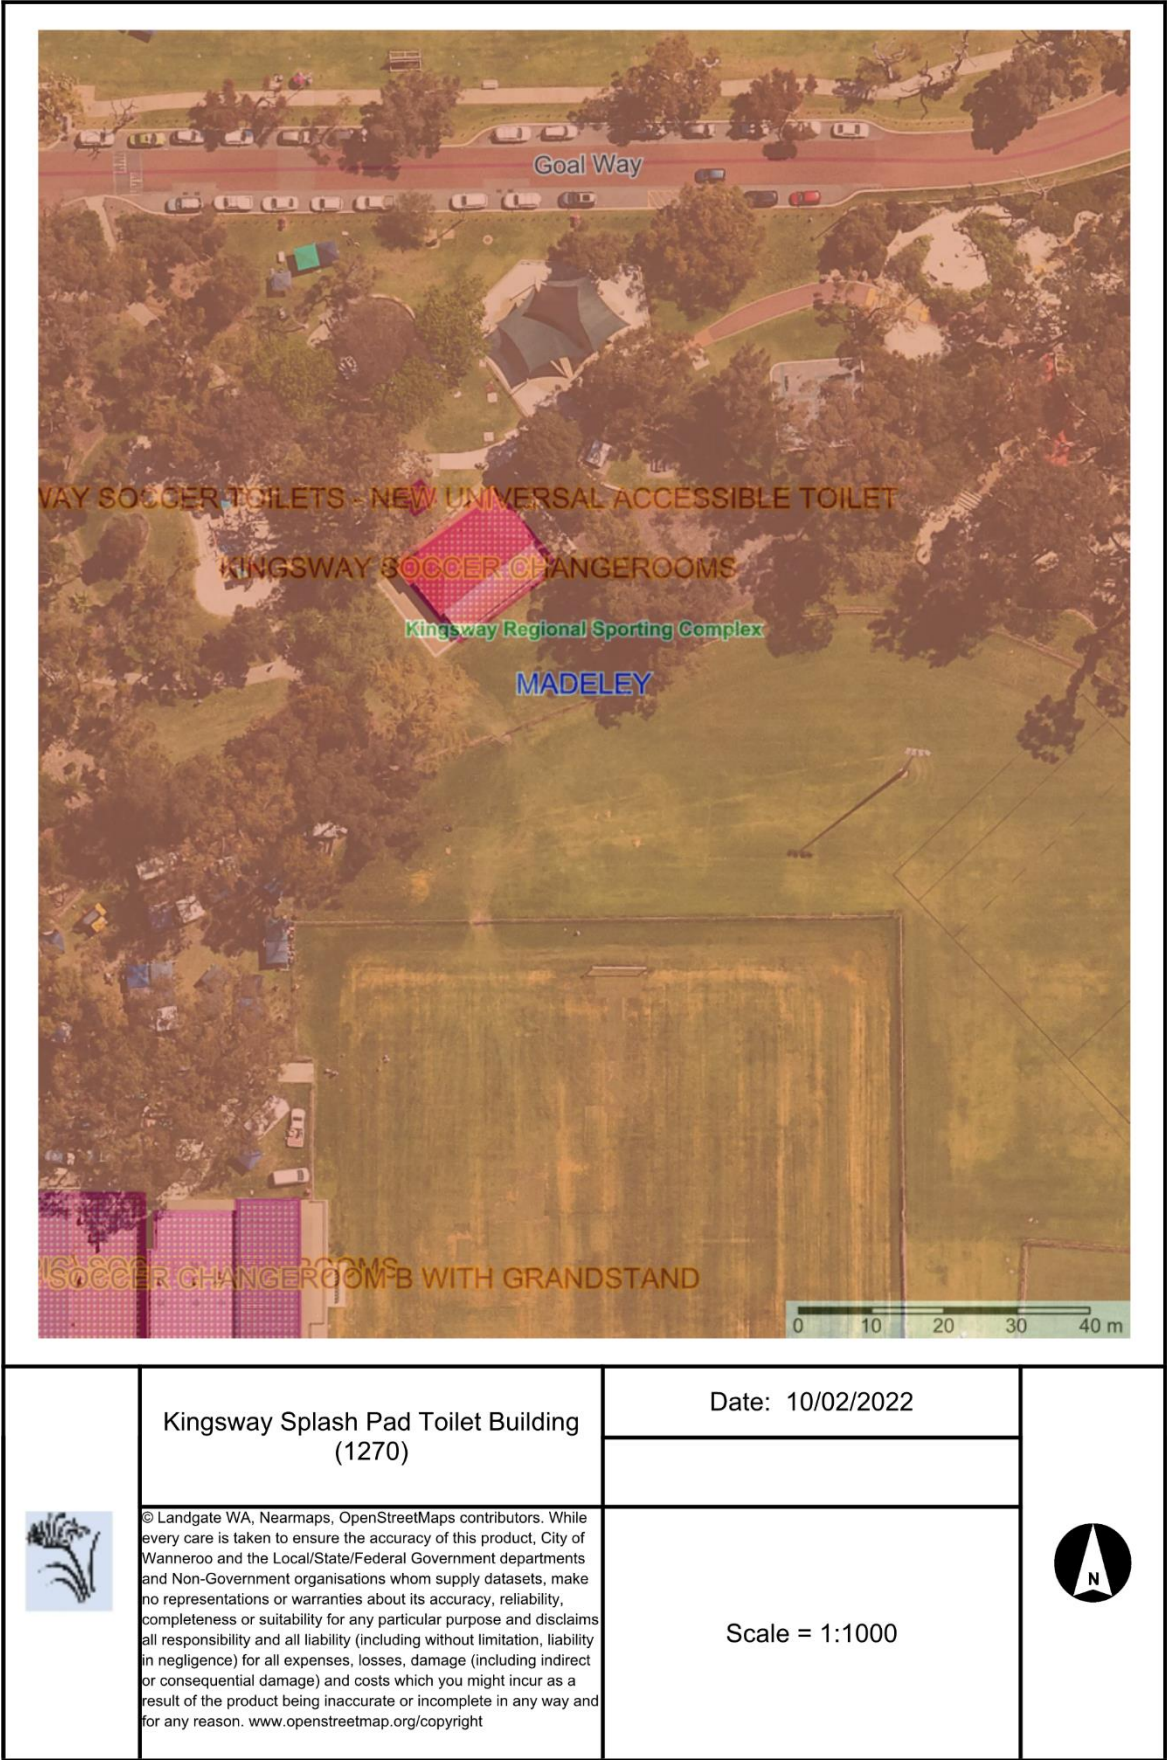 Goal Way
WAY SOCCER TOILETS - NEW UNIVERSAL ACCESSIBLE TOILET
KINGSWAY SOCCER CHANGEROOMS
Kingsway Regional Sporting Complex
MADELEY
SOCCER CHANGEROOM B WITH GRANDSTAND
0 10 20 30 40 m
Kingsway Splash Pad Toilet Building
(1270)
Date: 10/02/2022
© Landgate WA, Nearmaps, OpenStreetMaps contributors. While
every care is taken to ensure the accuracy of this product, City of
Wanneroo and the Local/State/Federal Government departments
and Non-Government organisations whom supply datasets, make
no representations or warranties about its accuracy, reliability,
completeness or suitability for any particular purpose and disclaims
all responsibility and all liability (including without limitation, liability
in negligence) for all expenses, losses, damage (including indirect
or consequential damage) and costs which you might incur as a
result of the product being inaccurate or incomplete in any way and
for any reason. www.openstreetmap.org/copyright
Scale = 1:1000
N